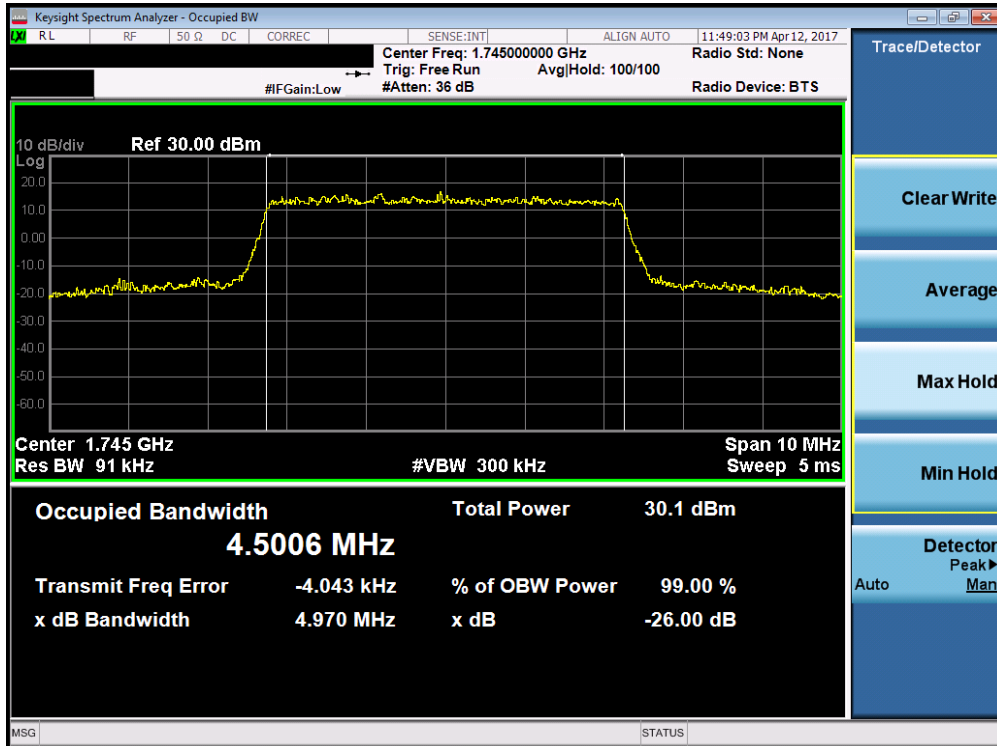 Keysight Spectrum Analyzer - Occupied BW
LXI RL RF 50 Ω DC CORREC SENSE:INT ALIGN AUTO 11:49:03 PM Apr 12, 2017
Center Freq: 1.745000000 GHz Radio Std: None
Trig: Free Run Avg|Hold: 100/100
#IFGain:Low #Atten: 36 dB Radio Device: BTS
10 dB/div Ref 30.00 dBm
Log
20.0
10.0
0.00
-10.0
-20.0
-30.0
-40.0
-50.0
-60.0
Center 1.745 GHz Span 10 MHz
Res BW 91 kHz #VBW 300 kHz Sweep 5 ms
Occupied Bandwidth Total Power 30.1 dBm
4.5006 MHz
Transmit Freq Error -4.043 kHz % of OBW Power 99.00 %
x dB Bandwidth 4.970 MHz x dB -26.00 dB
MSG STATUS
Trace/Detector
Clear Write
Average
Max Hold
Min Hold
Detector
Peak▶
Auto Man